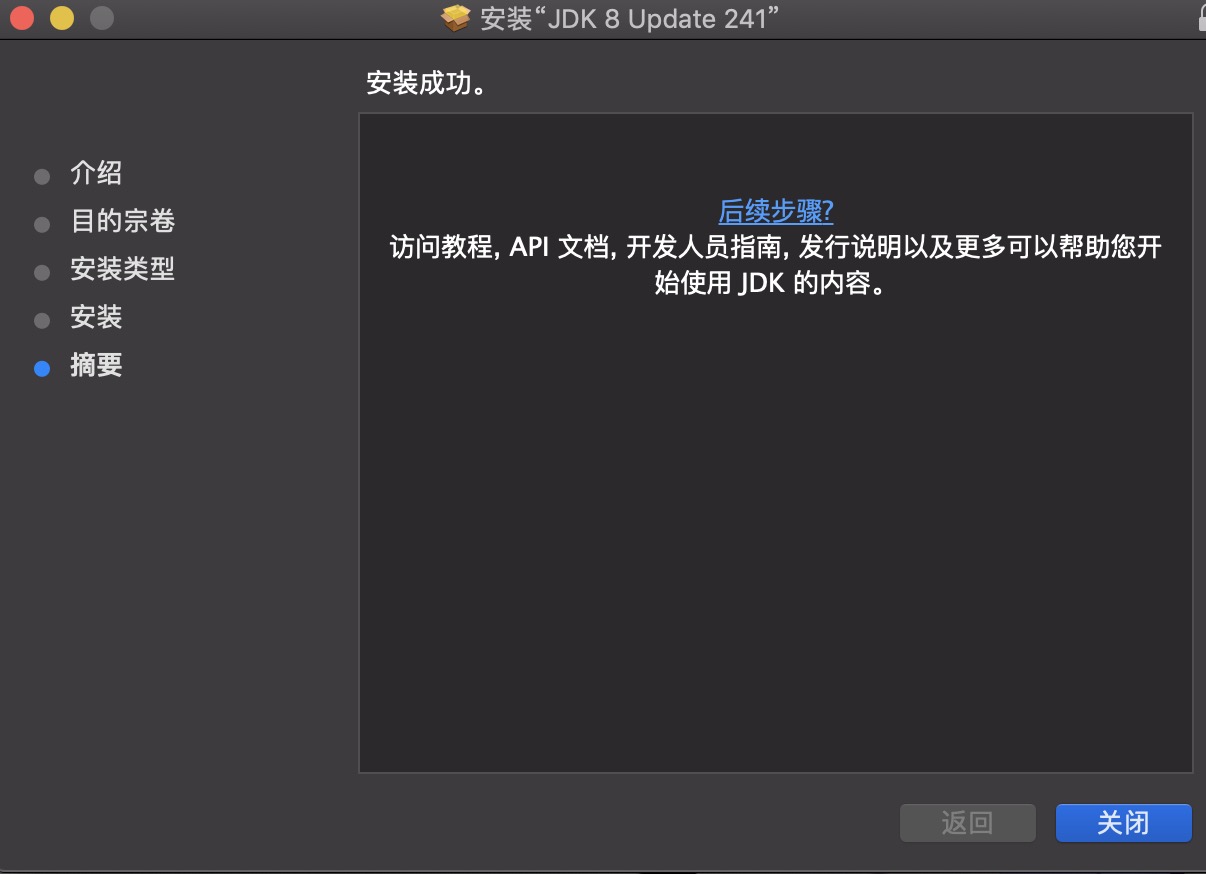 安装“JDK 8 Update 241”
安装成功。
介绍
目的宗卷
安装类型
安装
摘要
后续步骤?
访问教程, API 文档, 开发人员指南, 发行说明以及更多可以帮助您开
始使用 JDK 的内容。
返回
关闭